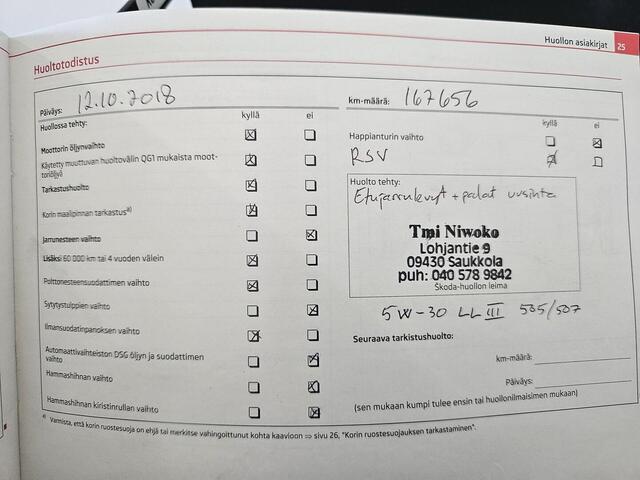 Huollon asiakirjat 25
Huoltotodistus
Päiväys: 12.10.2018
km-määrä: 167656
kyllä ei
Huollossa tehty:
Moottorin öljynvaihto
Käytetty muuttuvan huoltovälin QG1 mukaista moot-
toriöljyä
Tarkastushuolto
Korin maalipinnan tarkastusa)
Jarrunesteen vaihto
Lisäksi 60 000 km tai 4 vuoden välein
Polttonesteensuodattimen vaihto
Sytytystulppien vaihto
Ilmansuodatinpanoksen vaihto
Automaattivaihteiston DSG öljyn ja suodattimen
vaihto
Hammashihnan vaihto
Hammashihnan kiristinrullan vaihto
kyllä ei
Happianturin vaihto
RSV
Huolto tehty:
Etujarrulevyt + palat uusinta
Tmi Niwoko
Lohjantie 9
09430 Saukkola
puh: 040 578 9842
Škoda-huollon leima
5W-30 LL III 505/507
Seuraava tarkistushuolto:
km-määrä:
Päiväys:
(sen mukaan kumpi tulee ensin tai huollonilmaisimen mukaan)
a) Varmista, että korin ruostesuoja on ehjä tai merkitse vahingoittunut kohta kaavioon ⇒ sivu 26, "Korin ruostesuojauksen tarkastaminen".